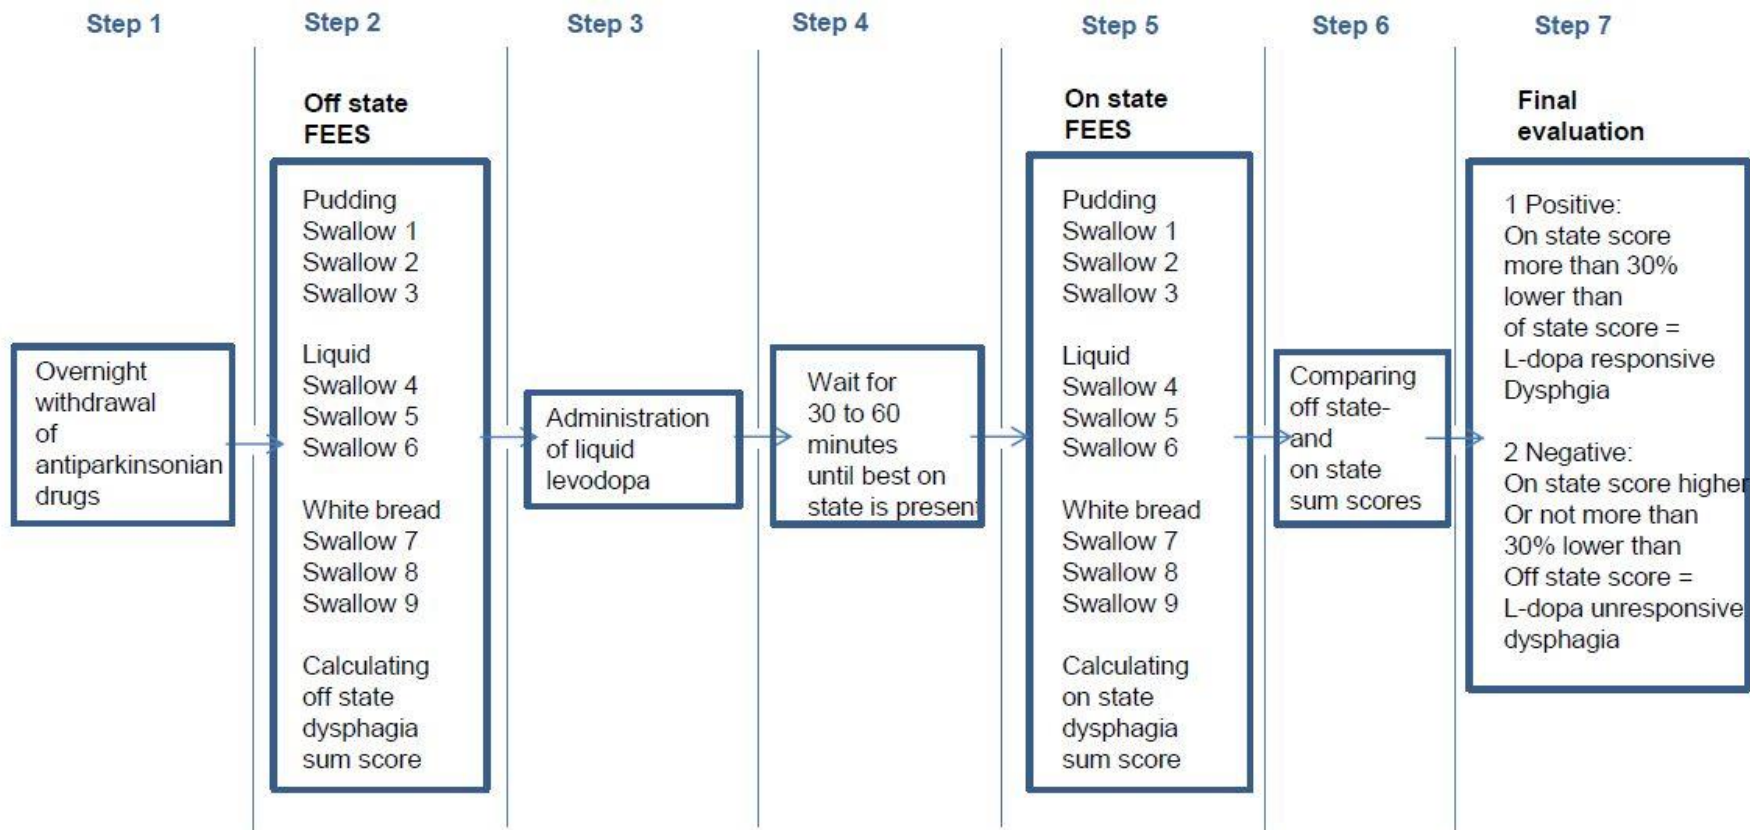 Step 1
Step 2
Step 3
Step 4
Step 5
Step 6
Step 7
Overnight
withdrawal
of
antiparkinsonian
drugs
Off state
FEES
Pudding
Swallow 1
Swallow 2
Swallow 3
Liquid
Swallow 4
Swallow 5
Swallow 6
White bread
Swallow 7
Swallow 8
Swallow 9
Calculating
off state
dysphagia
sum score
Administration
of liquid
levodopa
Wait for
30 to 60
minutes
until best on
state is present
On state
FEES
Pudding
Swallow 1
Swallow 2
Swallow 3
Liquid
Swallow 4
Swallow 5
Swallow 6
White bread
Swallow 7
Swallow 8
Swallow 9
Calculating
on state
dysphagia
sum score
Comparing
off state-
and
on state
sum scores
Final
evaluation
1 Positive:
On state score
more than 30%
lower than
of state score =
L-dopa responsive
Dysphgia
2 Negative:
On state score higher
Or not more than
30% lower than
Off state score =
L-dopa unresponsive
dysphagia